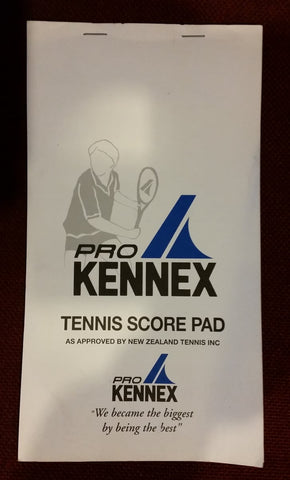 PRO
KENNEX
TENNIS SCORE PAD
AS APPROVED BY NEW ZEALAND TENNIS INC
PRO
KENNEX
"We became the biggest
by being the best"